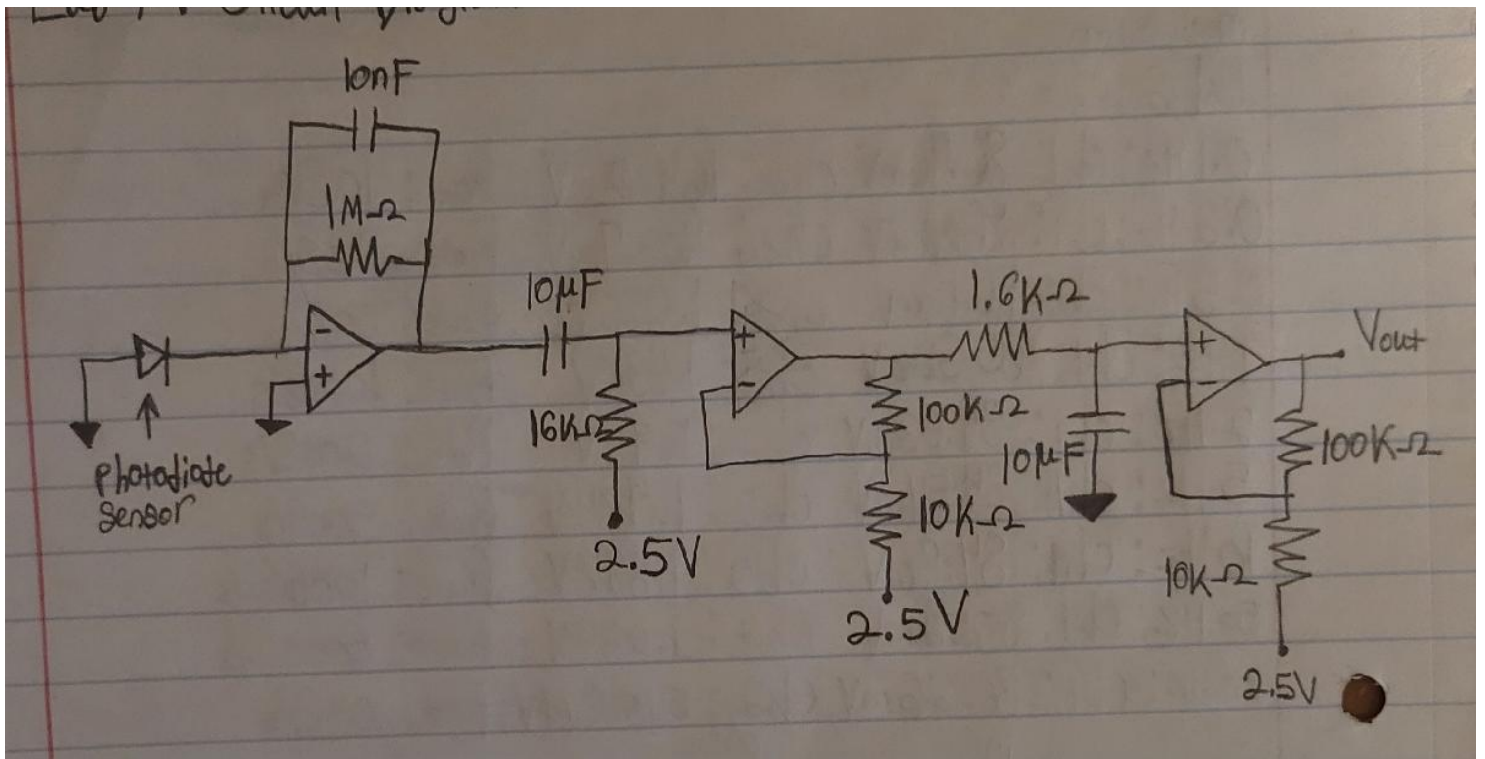 10nF
1MΩ
10μF
1.6KΩ
Vout
-
+
+
-
+
-
16KΩ
100KΩ
10μF
100KΩ
photodiode
sensor
10KΩ
2.5V
10KΩ
2.5V
2.5V